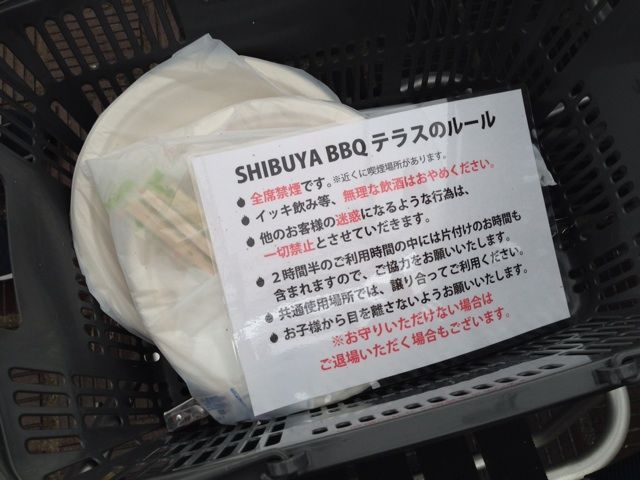 SHIBUYA BBQ テラスのルール
全席禁煙です。※近くに喫煙場所があります。
イッキ飲み等、無理な飲酒はおやめください。
他のお客様の迷惑になるような行為は、
一切禁止とさせていだきます。
２時間半のご利用時間の中には片付けのお時間も
含まれますので、ご協力をお願いいたします。
共通使用場所では、譲り合ってご利用ください。
お子様から目を離せないようお願いいたします。
※お守りいただけない場合は
ご退場いただく場合もございます。